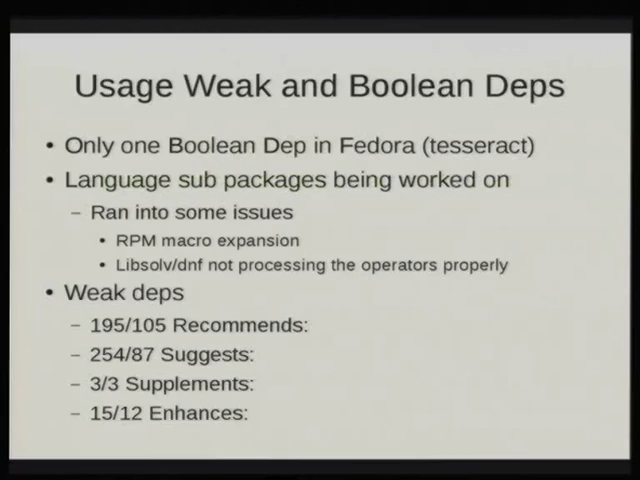 Usage Weak and Boolean Deps
• Only one Boolean Dep in Fedora (tesseract)
• Language sub packages being worked on
– Ran into some issues
• RPM macro expansion
• Libsolv/dnf not processing the operators properly
• Weak deps
– 195/105 Recommends:
– 254/87 Suggests:
– 3/3 Supplements:
– 15/12 Enhances: